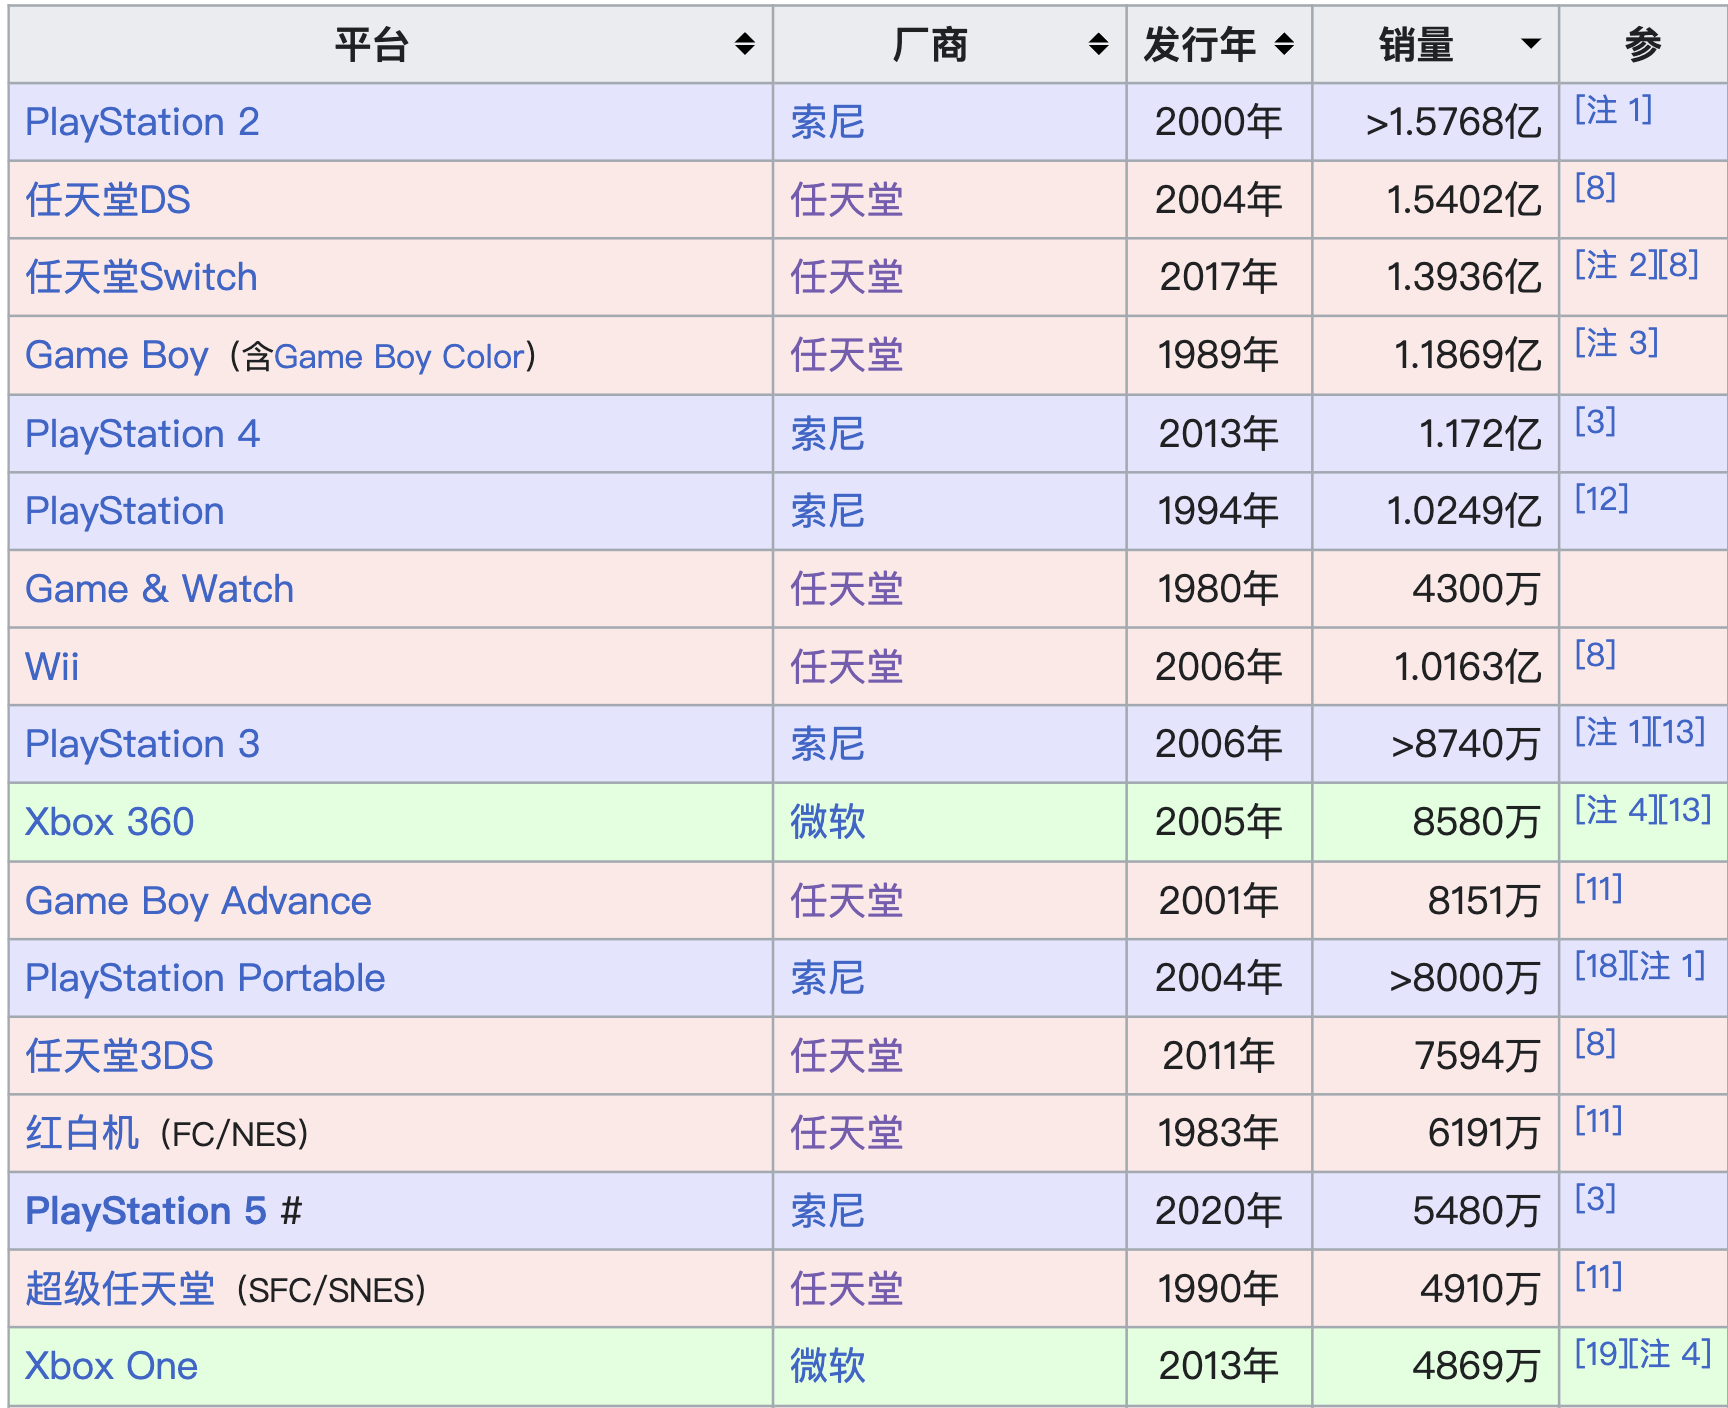 平台 厂商 发行年 销量 参
PlayStation 2 索尼 2000年 >1.5768亿 [注 1]
任天堂DS 任天堂 2004年 1.5402亿 [8]
任天堂Switch 任天堂 2017年 1.3936亿 [注 2][8]
Game Boy (含Game Boy Color) 任天堂 1989年 1.1869亿 [注 3]
PlayStation 4 索尼 2013年 1.172亿 [3]
PlayStation 索尼 1994年 1.0249亿 [12]
Game & Watch 任天堂 1980年 4300万
Wii 任天堂 2006年 1.0163亿 [8]
PlayStation 3 索尼 2006年 >8740万 [注 1][13]
Xbox 360 微软 2005年 8580万 [注 4][13]
Game Boy Advance 任天堂 2001年 8151万 [11]
PlayStation Portable 索尼 2004年 >8000万 [18][注 1]
任天堂3DS 任天堂 2011年 7594万 [8]
红白机 (FC/NES) 任天堂 1983年 6191万 [11]
PlayStation 5 # 索尼 2020年 5480万 [3]
超级任天堂 (SFC/SNES) 任天堂 1990年 4910万 [11]
Xbox One 微软 2013年 4869万 [19][注 4]